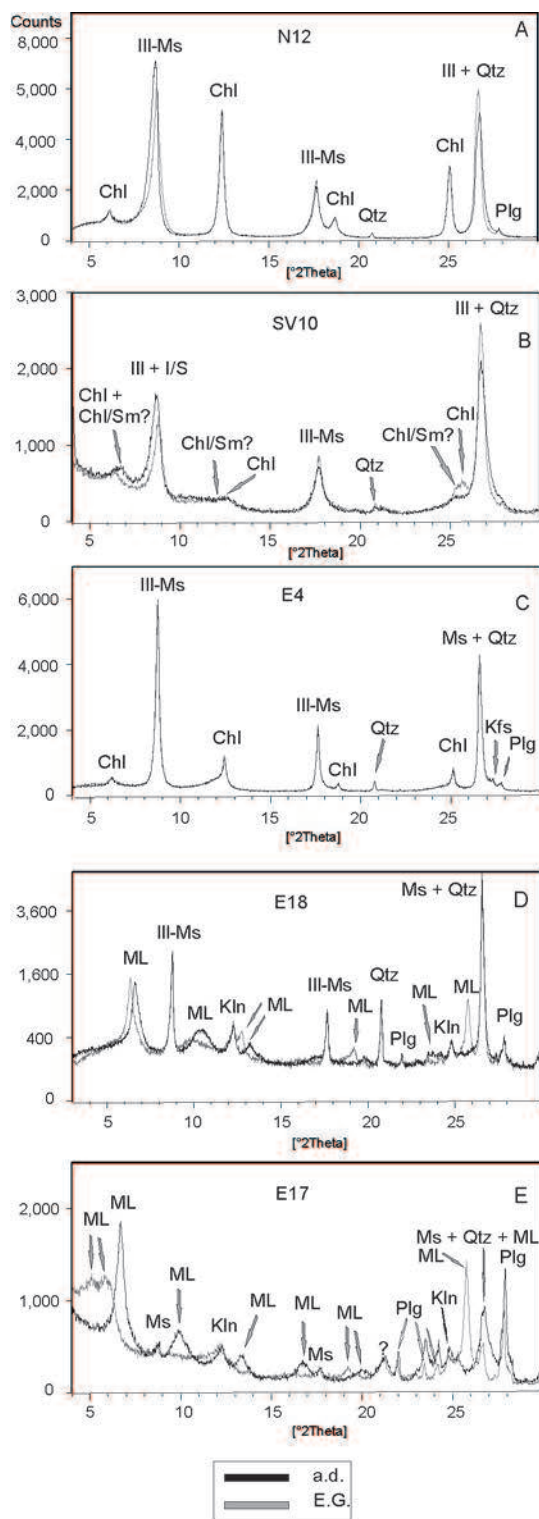 Counts
N12
A
8,000
III-Ms
III + Qtz
6,000
Chl
4,000
Chl
III-Ms
2,000
Chl
Chl
Qtz
Plg
0
5 10 15 20 25
[°2Theta]
3,000
SV10
III + Qtz
B
2,000
III + I/S
Chl +
Chl/Sm?
Chl
III-Ms
Chl/Sm?
1,000
Chl/Sm?
Chl
Qtz
0
5 10 15 20 25
[°2Theta]
III-Ms
E4
C
6,000
Ms + Qtz
4,000
III-Ms
Kfs
2,000
Chl
Qtz
Plg
Chl
Chl
Chl
0
5 10 15 20 25
[°2Theta]
Ms + Qtz
E18
D
3,600
III-Ms
ML
1,600
III-Ms
Qtz
ML
ML
Kln
ML
ML
ML
Kln
Plg
400
Plg
0
5 10 15 20 25
[°2Theta]
E17
E
2,000
ML
ML
Ms + Qtz + ML
ML
Plg
ML
Kln
1,000
Ms
Kln
ML
ML
ML
Plg
Ms
?
0
5 10 15 20 25
[°2Theta]
a.d.
E.G.